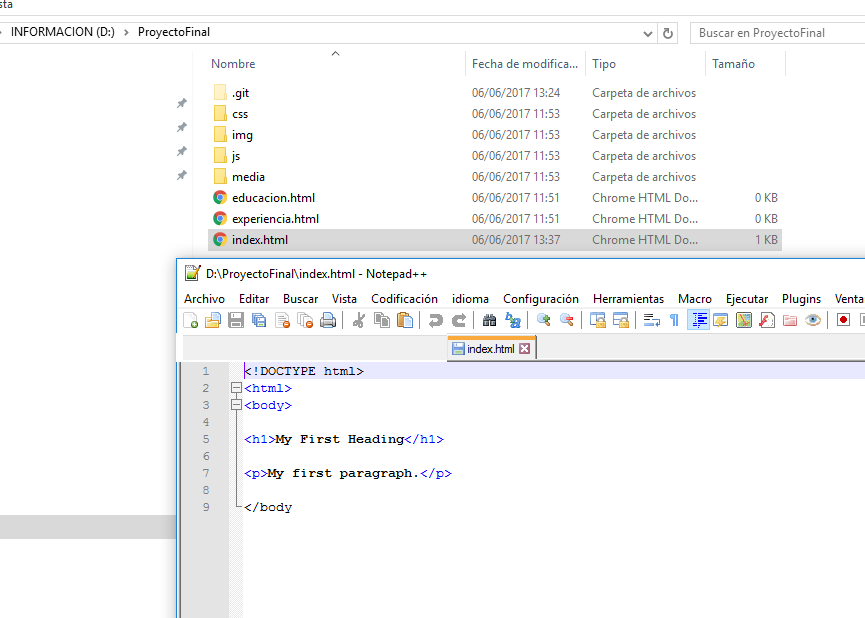 sta
INFORMACION (D:) › ProyectoFinal Buscar en ProyectoFinal
Nombre Fecha de modifica... Tipo Tamaño
.git 06/06/2017 13:24 Carpeta de archivos
css 06/06/2017 11:53 Carpeta de archivos
img 06/06/2017 11:53 Carpeta de archivos
js 06/06/2017 11:53 Carpeta de archivos
media 06/06/2017 11:53 Carpeta de archivos
educacion.html 06/06/2017 11:51 Chrome HTML Do... 0 KB
experiencia.html 06/06/2017 11:51 Chrome HTML Do... 0 KB
index.html 06/06/2017 13:37 Chrome HTML Do... 1 KB
D:\ProyectoFinal\index.html - Notepad++
Archivo Editar Buscar Vista Codificación idioma Configuración Herramientas Macro Ejecutar Plugins Venta
index.html
1 <!DOCTYPE html>
2 <html>
3 <body>
4
5 <h1>My First Heading</h1>
6
7 <p>My first paragraph.</p>
8
9 </body